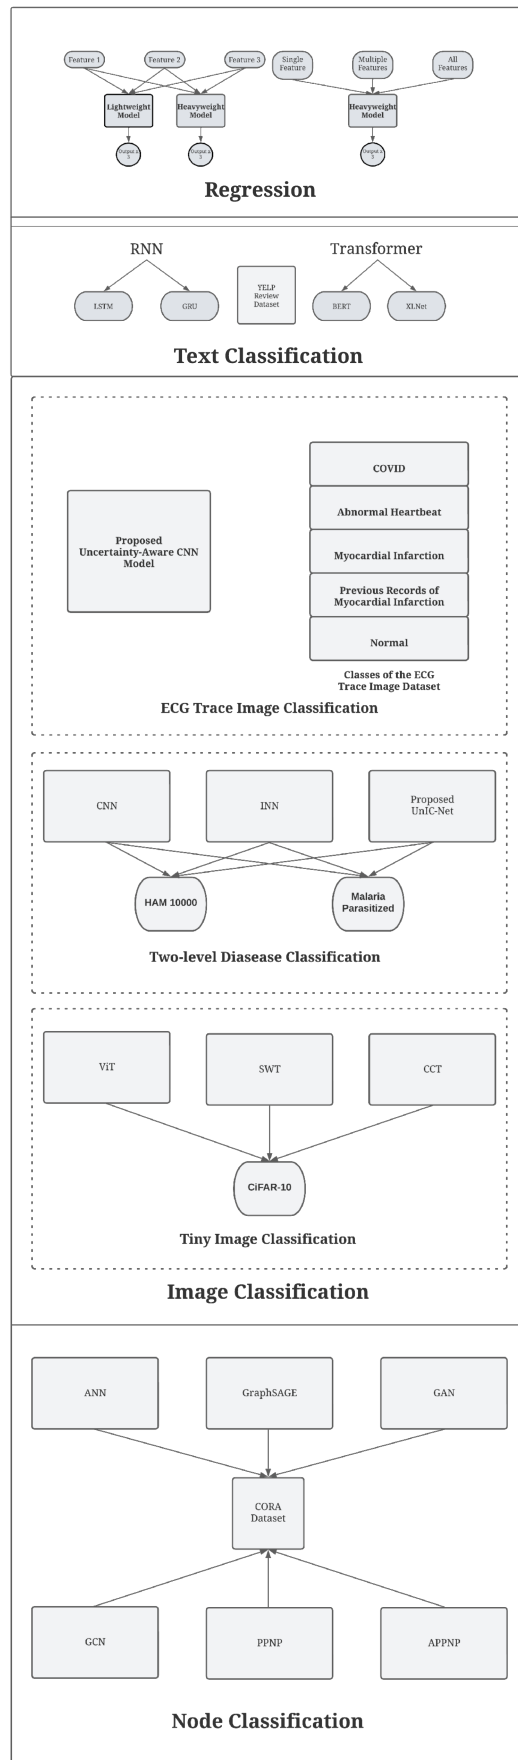 Feature 1
Feature 2
Feature 3
Single
Feature
Multiple
Features
All
Features
Lightweight
Model
Heavyweight
Model
Heavyweight
Model
3
3
3
Regression
RNN
Transformer
LSTM
GRU
YELP
Review
Dataset
BERT
XLNet
Text Classification
Proposed
Uncertainty-Aware CNN
Model
COVID
Abnormal Heartbeat
Myocardial Infarction
Previous Records of
Myocardial Infarction
Normal
Classes of the ECG
Trace Image Dataset
ECG Trace Image Classification
CNN
INN
Proposed
UnIC-Net
HAM 10000
Malaria
Parasitized
Two-level Diasease Classification
ViT
SWT
CCT
CiFAR-10
Tiny Image Classification
Image Classification
ANN
GraphSAGE
GAN
CORA
Dataset
GCN
PPNP
APPNP
Node Classification